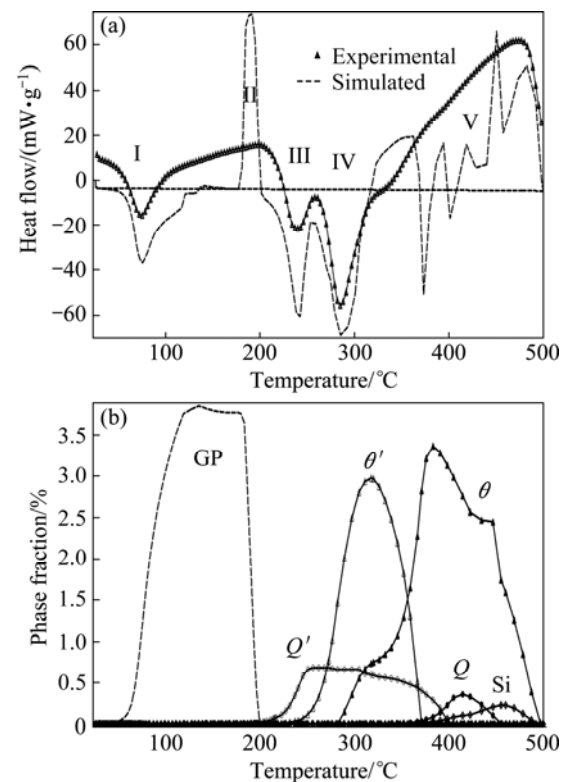 (a)
Experimental
Simulated
I
II
III
IV
V
Heat flow/(mW•g⁻¹)
60
40
20
0
−20
−40
−60
100
200
300
400
500
Temperature/℃
(b)
GP
θ′
θ
Q′
Q
Si
Phase fraction/%
3.5
3.0
2.5
2.0
1.5
1.0
0.5
0
100
200
300
400
500
Temperature/℃